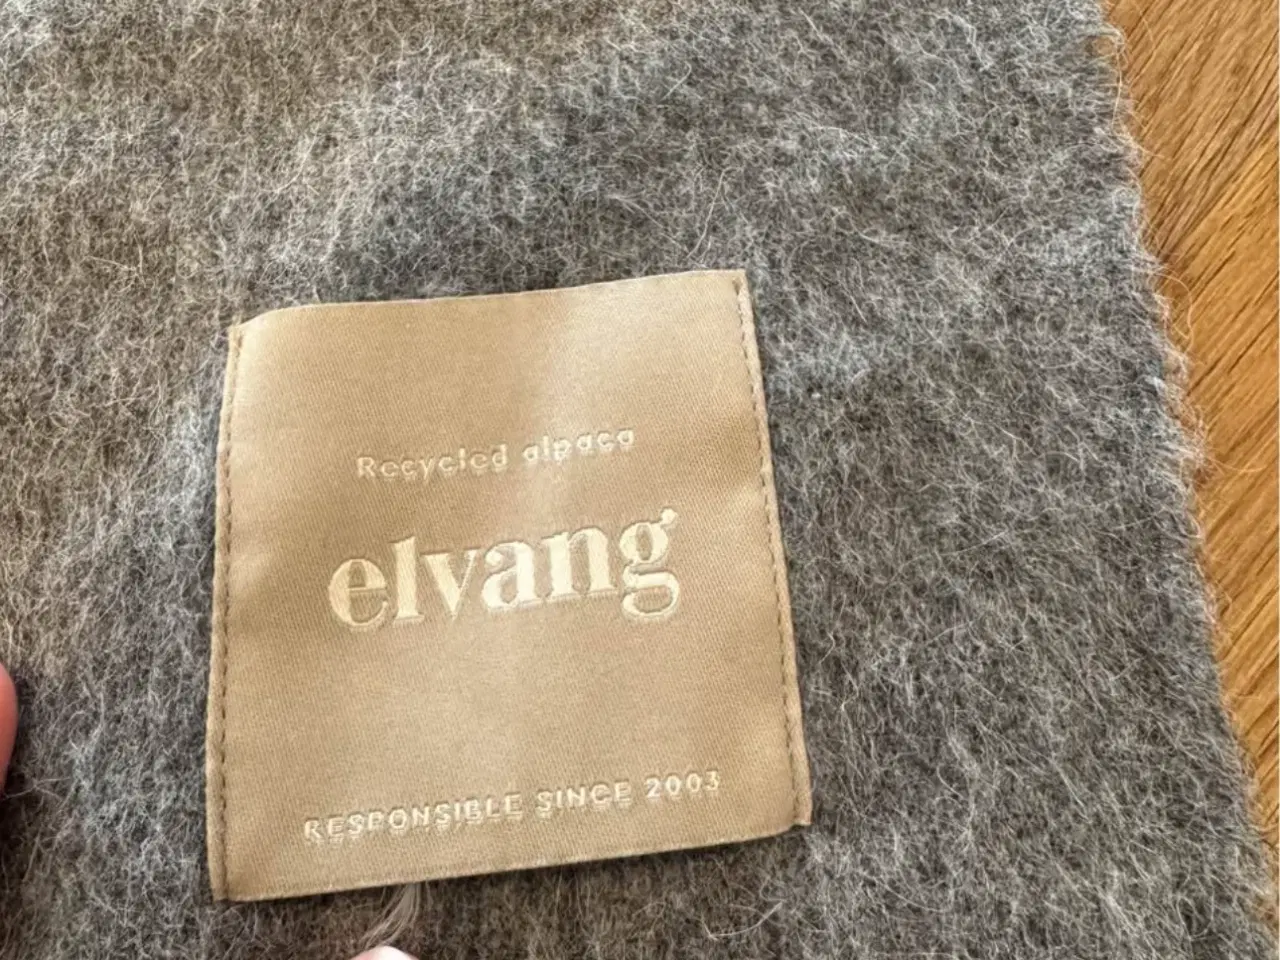 Recycled alpaca
elvang
RESPONSIBLE SINCE 2003